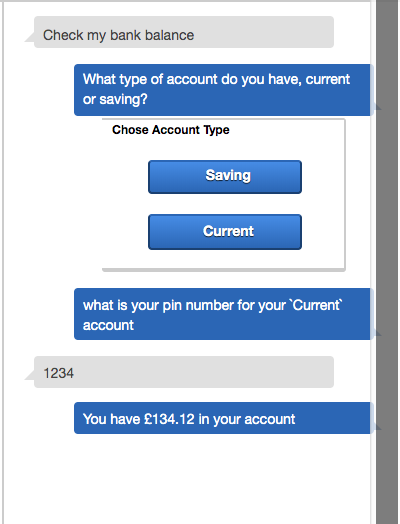 Check my bank balance
What type of account do you have, current
or saving?
Chose Account Type
Saving
Current
what is your pin number for your `Current`
account
1234
You have £134.12 in your account